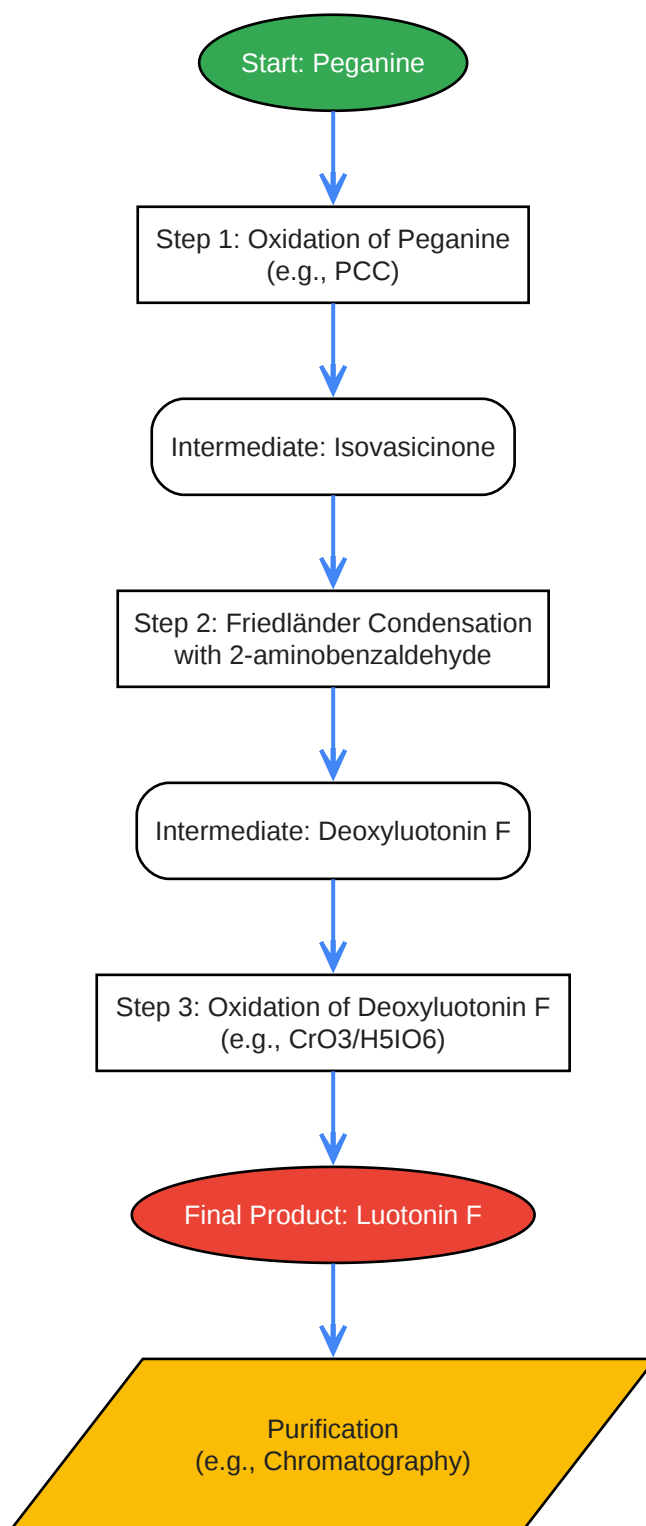 Start: Peganine
Step 1: Oxidation of Peganine
(e.g., PCC)
Intermediate: Isovasicinone
Step 2: Friedländer Condensation
with 2-aminobenzaldehyde
Intermediate: Deoxyluotonin F
Step 3: Oxidation of Deoxyluotonin F
(e.g., CrO3/H5IO6)
Final Product: Luotonin F
Purification
(e.g., Chromatography)